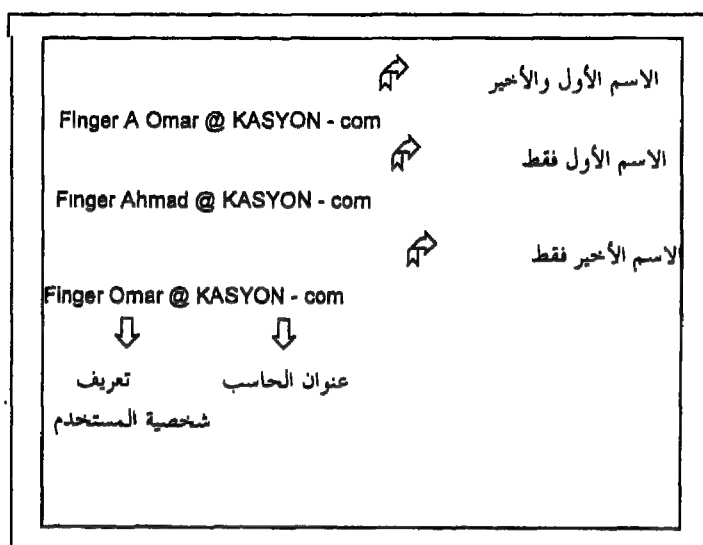 الاسم الأول والأخير
Finger A Omar @ KASYON - com
الاسم الأول فقط
Finger Ahmad @ KASYON - com
الاسم الأخير فقط
Finger Omar @ KASYON - com
عنوان الحاسب تعريف
شخصية المستخدم